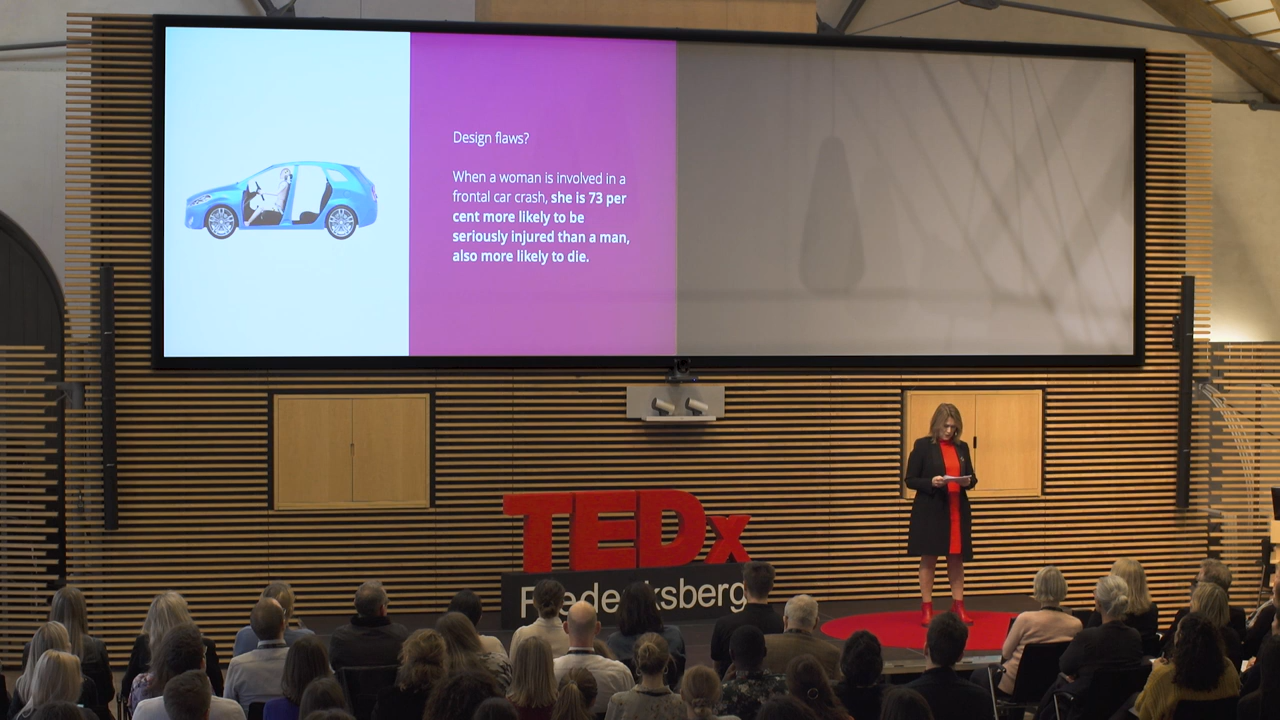 Design flaws?
When a woman is involved in a
frontal car crash, she is 73 per
cent more likely to be
seriously injured than a man,
also more likely to die.
TEDx
Frederiksberg